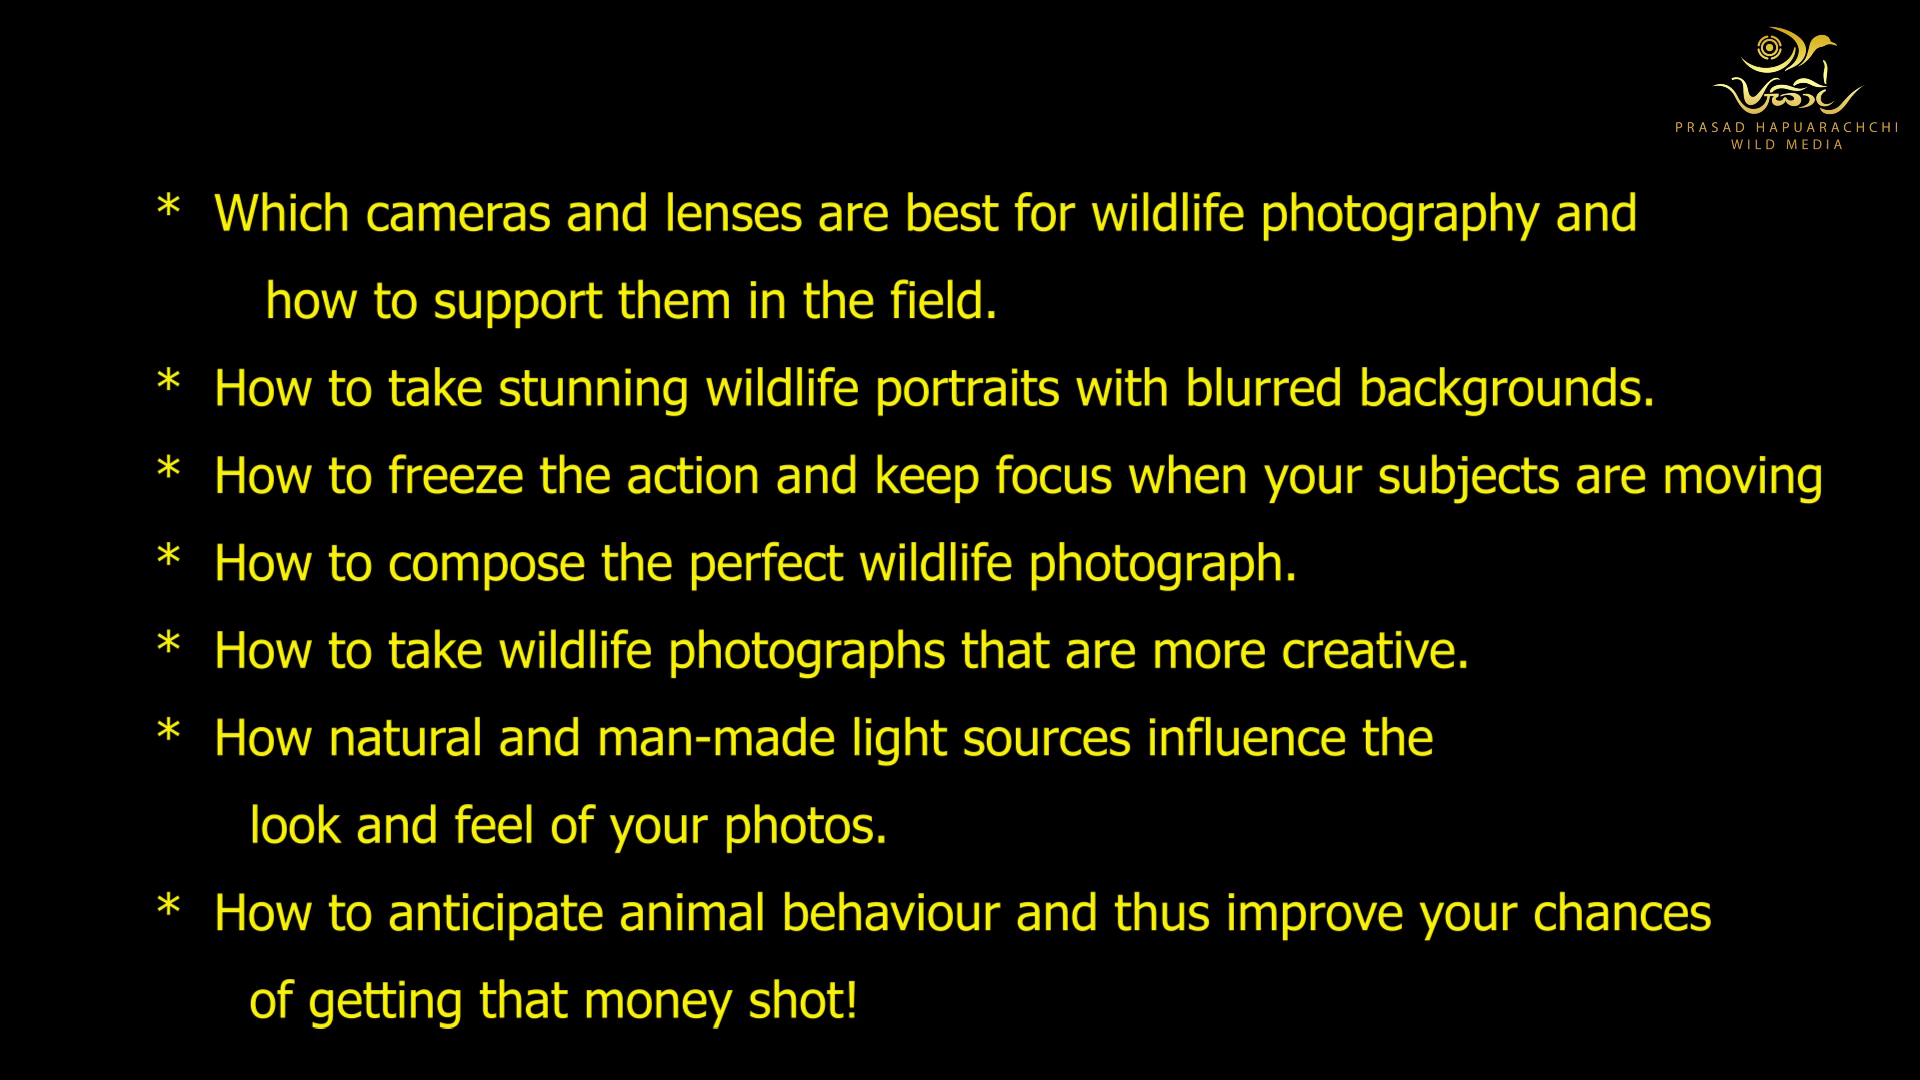 PRASAD HAPUARACHCHI
WILD MEDIA
* Which cameras and lenses are best for wildlife photography and
how to support them in the field.
* How to take stunning wildlife portraits with blurred backgrounds.
* How to freeze the action and keep focus when your subjects are moving
* How to compose the perfect wildlife photograph.
* How to take wildlife photographs that are more creative.
* How natural and man-made light sources influence the
look and feel of your photos.
* How to anticipate animal behaviour and thus improve your chances
of getting that money shot!